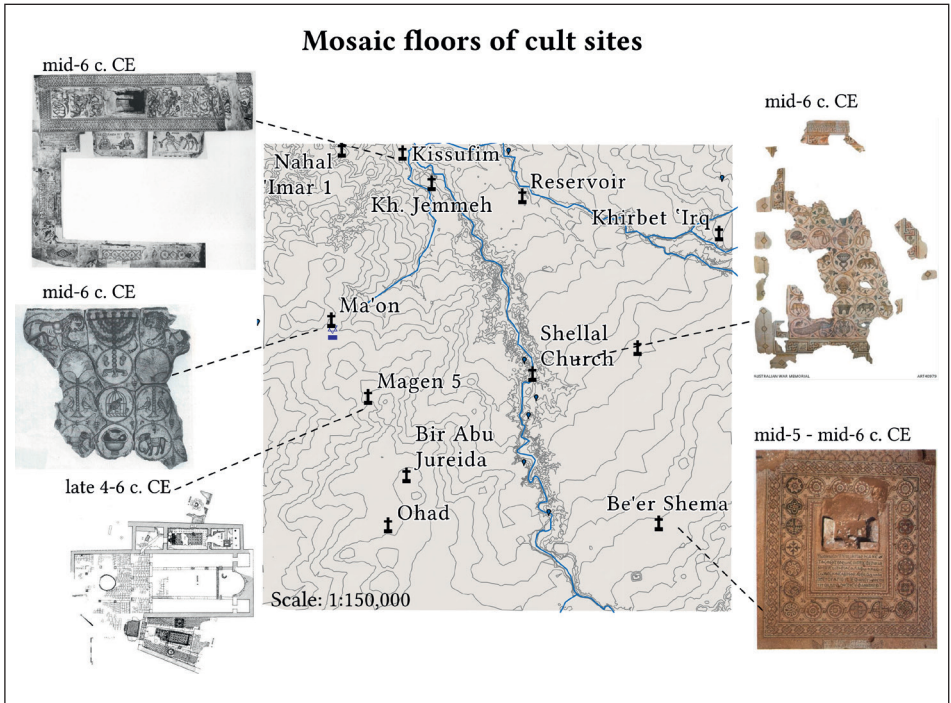 Mosaic floors of cult sites
mid-6 c. CE
mid-6 c. CE
Nahal
'Imar 1
Kissufim
Kh. Jemmeh
Reservoir
Khirbet 'Irq
mid-6 c. CE
Ma'on
Shellal
Church
AUSTRALIAN WAR MEMORIAL
ART40979
Magen 5
mid-5 - mid-6 c. CE
late 4-6 c. CE
Bir Abu
Jureida
Ohad
Be'er Shema
Scale: 1:150,000